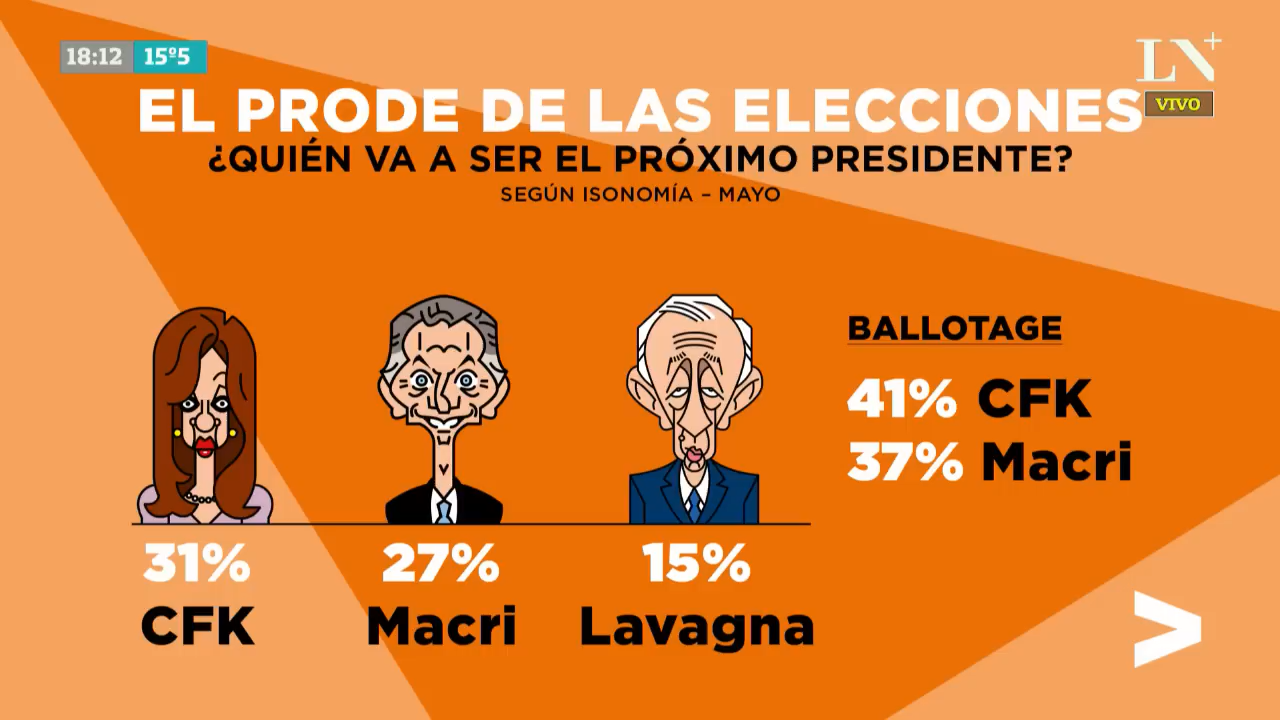 18:12 15º5
LN+
VIVO
EL PRODE DE LAS ELECCIONES
¿QUIÉN VA A SER EL PRÓXIMO PRESIDENTE?
SEGÚN ISONOMÍA – MAYO
BALLOTAGE
41% CFK
37% Macri
31% 27% 15%
CFK Macri Lavagna